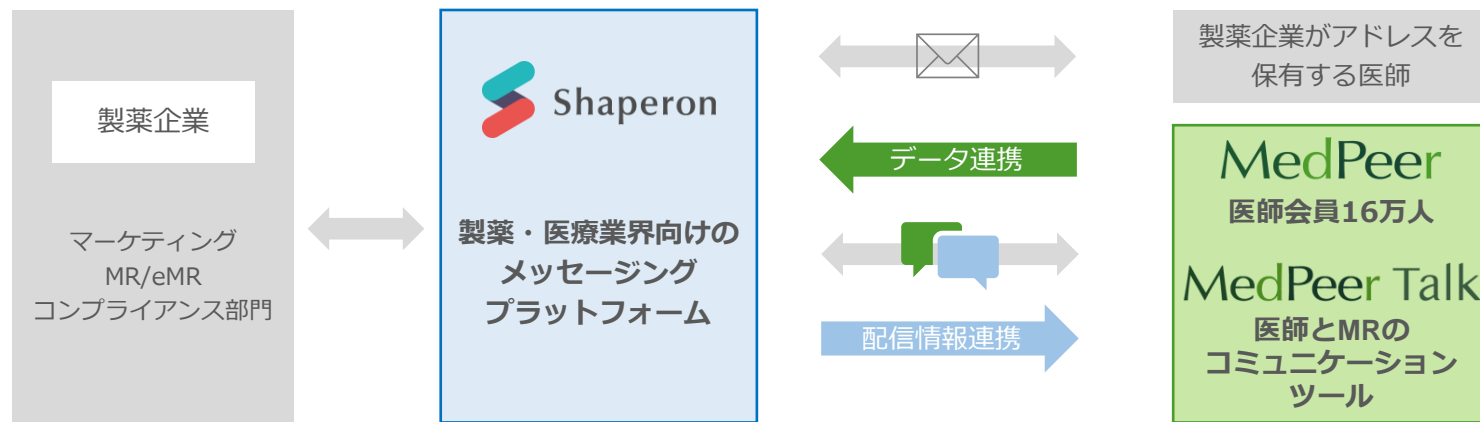 製薬企業
マーケティング
MR/eMR
コンプライアンス部門
Shaperon
製薬・医療業界向けの
メッセージング
プラットフォーム
データ連携
配信情報連携
製薬企業がアドレスを
保有する医師
MedPeer
医師会員16万人
MedPeer Talk
医師とMRの
コミュニケーション
ツール